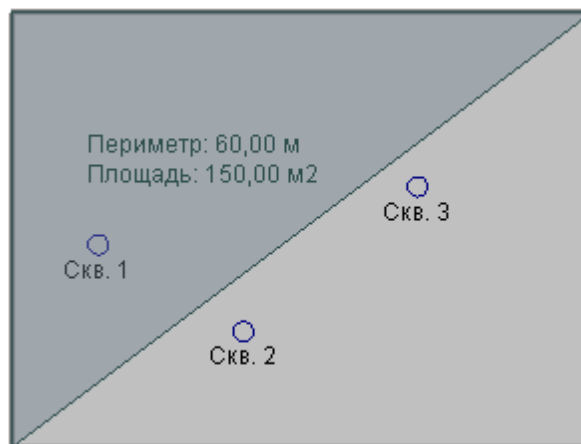 Периметр: 60,00 м
Площадь: 150,00 м2
Скв. 3
Скв. 1
Скв. 2